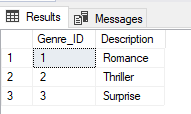 Results Messages
Genre_ID Description
1 1 Romance
2 2 Thriller
3 3 Surprise